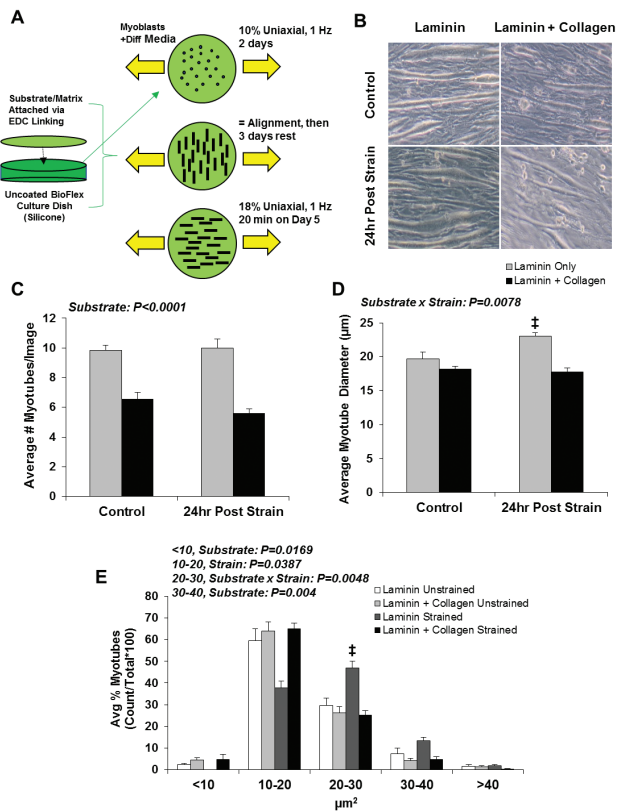 A
Myoblasts
+Diff Media
10% Uniaxial, 1 Hz
2 days
Substrate/Matrix
Attached via
EDC Linking
= Alignment, then
3 days rest
Uncoated BioFlex
Culture Dish
(Silicone)
18% Uniaxial, 1 Hz
20 min on Day 5
B
Laminin
Laminin + Collagen
Control
24hr Post Strain
Laminin Only
Laminin + Collagen
C
Substrate: P<0.0001
Average # Myotubes/Image
12
10
8
6
4
2
0
Control
24hr Post Strain
D
Substrate x Strain: P=0.0078
Average Myotube Diameter (µm)
25
20
15
10
5
0
‡
Control
24hr Post Strain
E
<10, Substrate: P=0.0169
10-20, Strain: P=0.0387
20-30, Substrate x Strain: P=0.0048
30-40, Substrate: P=0.004
Laminin Unstrained
Laminin + Collagen Unstrained
Laminin Strained
Laminin + Collagen Strained
Avg % Myotubes
(Count/Total*100)
80
70
60
50
40
30
20
10
0
‡
<10
10-20
20-30
30-40
>40
µm²